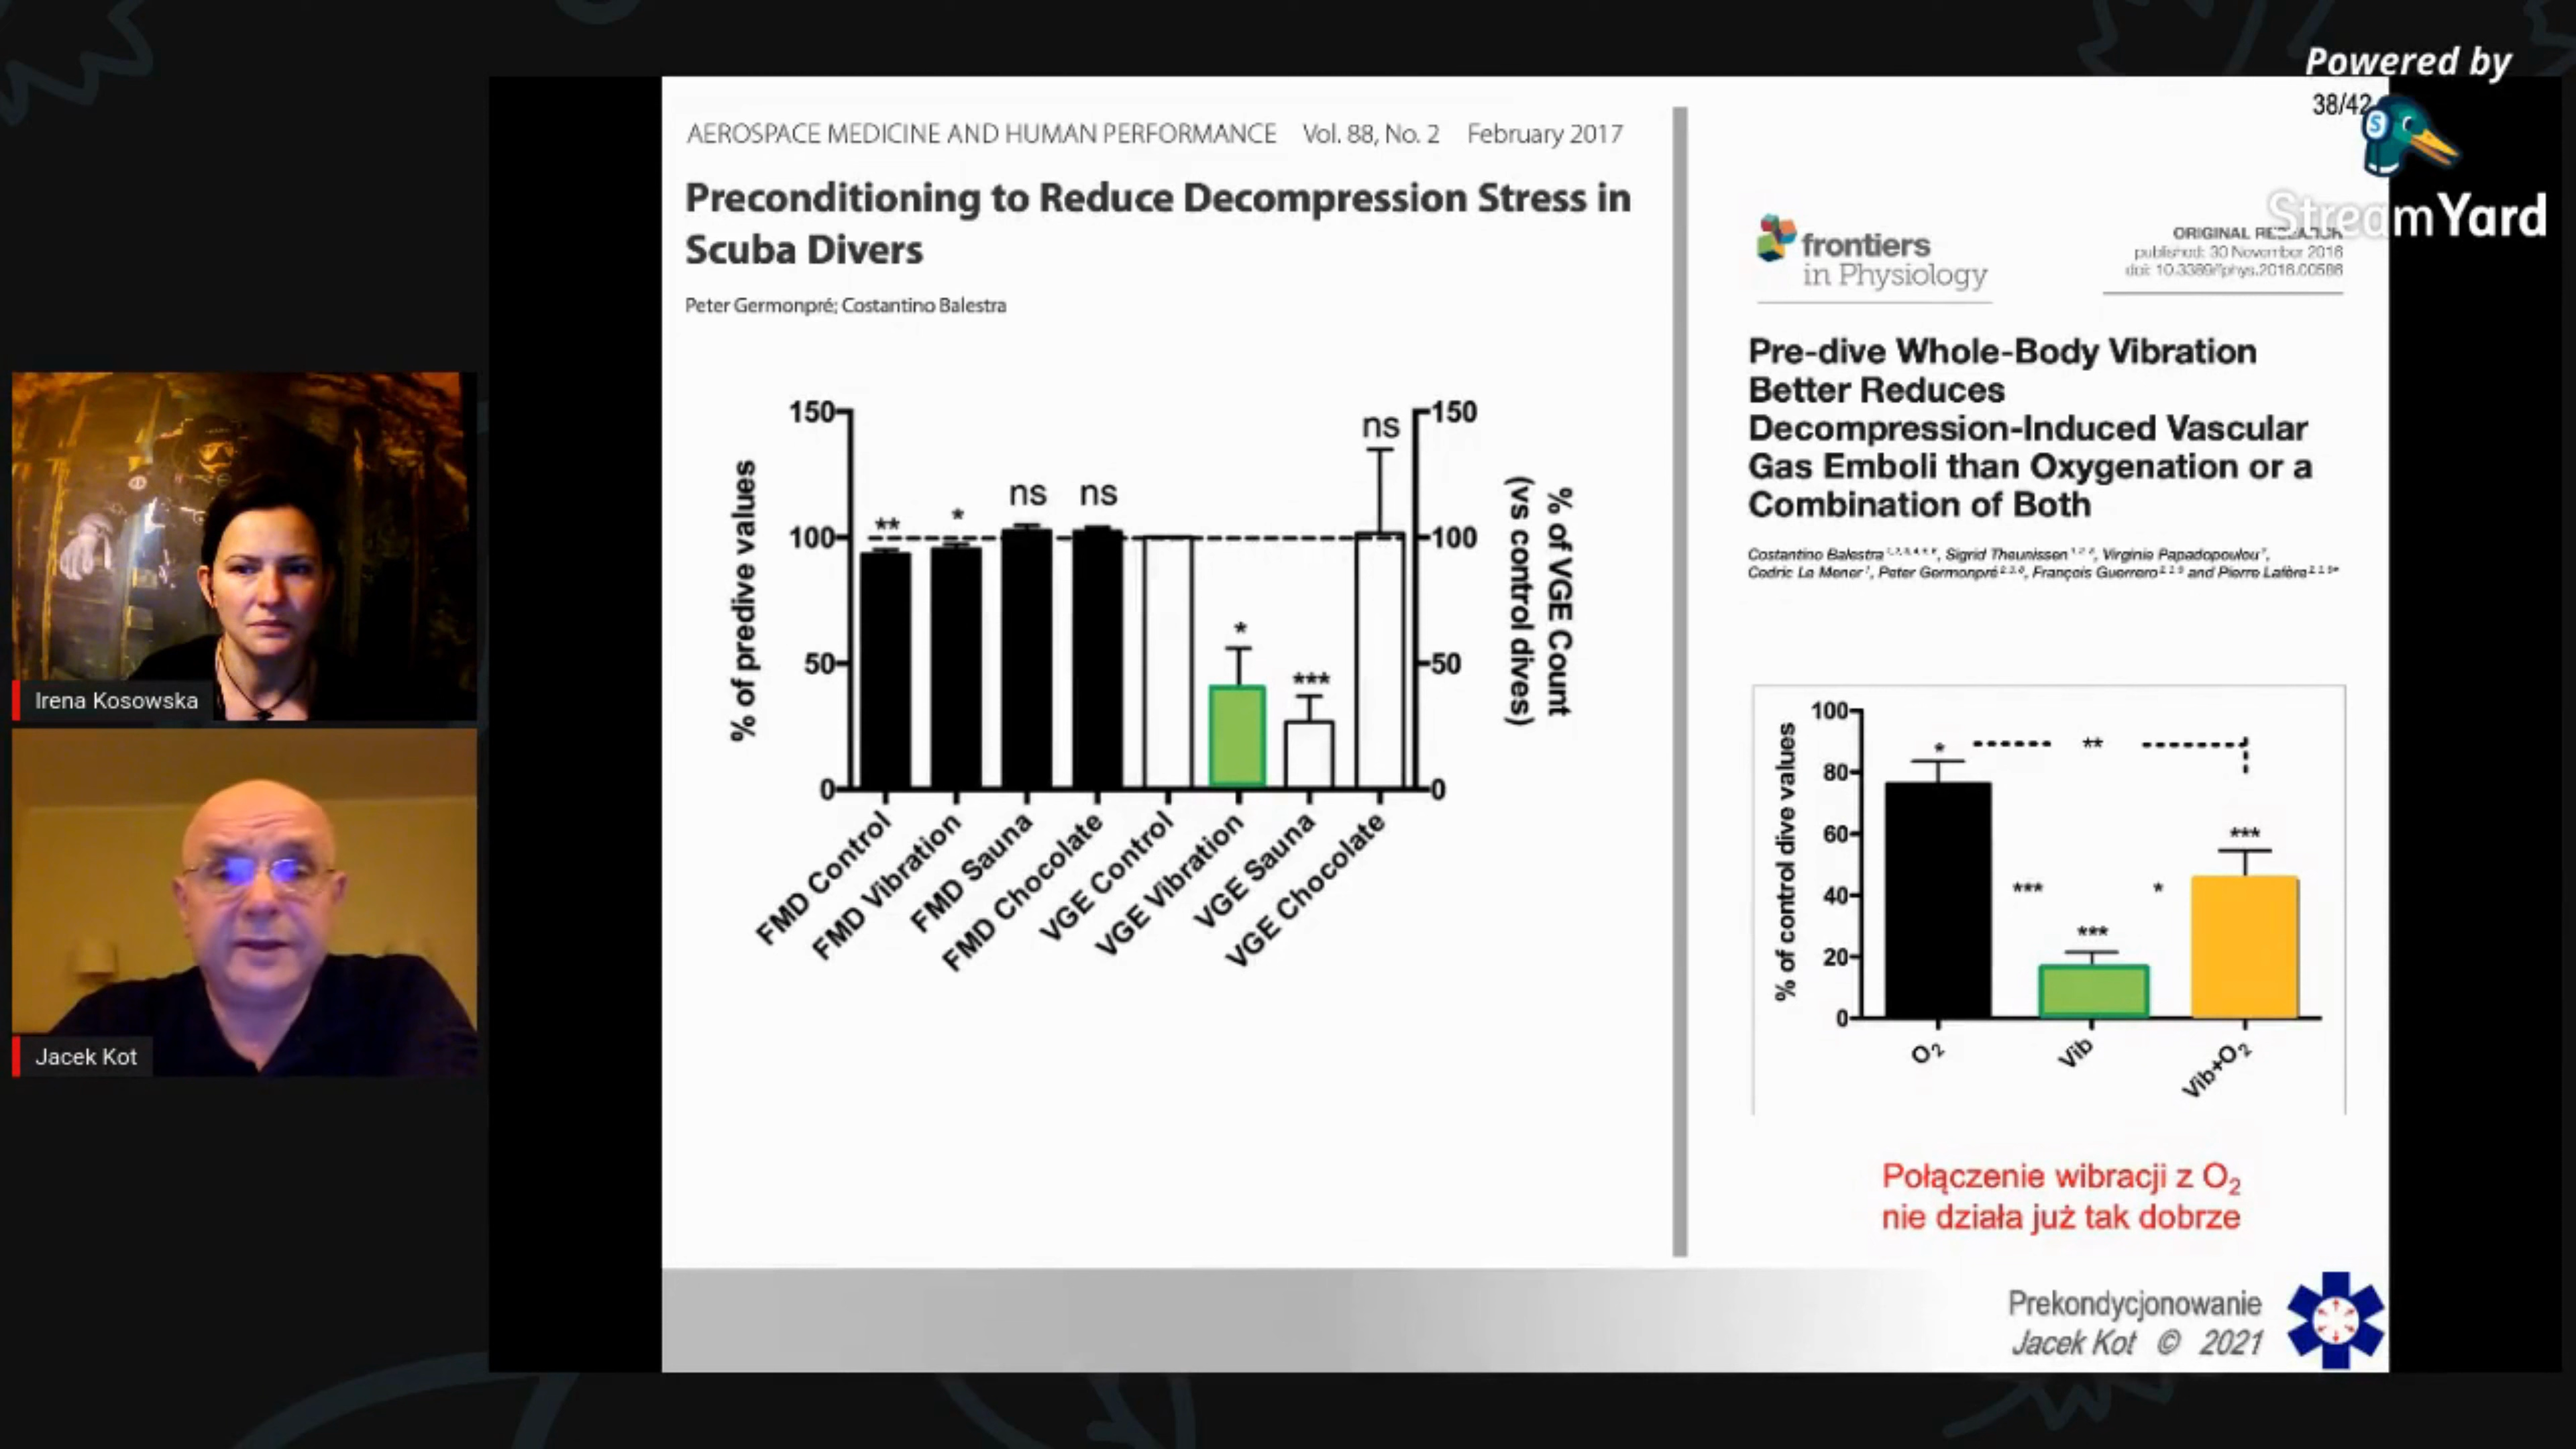 Powered by
StreamYard
38/42
AEROSPACE MEDICINE AND HUMAN PERFORMANCE Vol. 88, No. 2 February 2017
Preconditioning to Reduce Decompression Stress in
Scuba Divers
Peter Germonpré; Costantino Balestra
150
100
50
0
% of predive values
** * ns ns * *** ns
150
100
50
0
% of VGE Count
(vs control dives)
FMD Control
FMD Vibration
FMD Sauna
FMD Chocolate
VGE Control
VGE Vibration
VGE Sauna
VGE Chocolate
frontiers
in Physiology
ORIGINAL RESEARCH
published: 30 November 2016
doi: 10.3389/fphys.2016.00586
Pre-dive Whole-Body Vibration
Better Reduces
Decompression-Induced Vascular
Gas Emboli than Oxygenation or a
Combination of Both
Costantino Balestra, Sigrid Theunissen, Virginie Papadopoulou,
Cedric Le Mener, Peter Germonpré, François Guerrero and Pierre Lafère
100
80
60
40
20
0
% of control dive values
* ** *** *** * ***
O₂
Vib
Vib+O₂
Połączenie wibracji z O₂
nie działa już tak dobrze
Prekondycjonowanie
Jacek Kot © 2021
Irena Kosowska
Jacek Kot